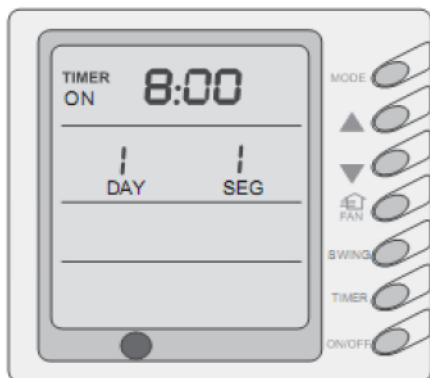 TIMER
ON 8:00
1 1
DAY SEG
MODE
FAN
SWING
TIMER
ON/OFF